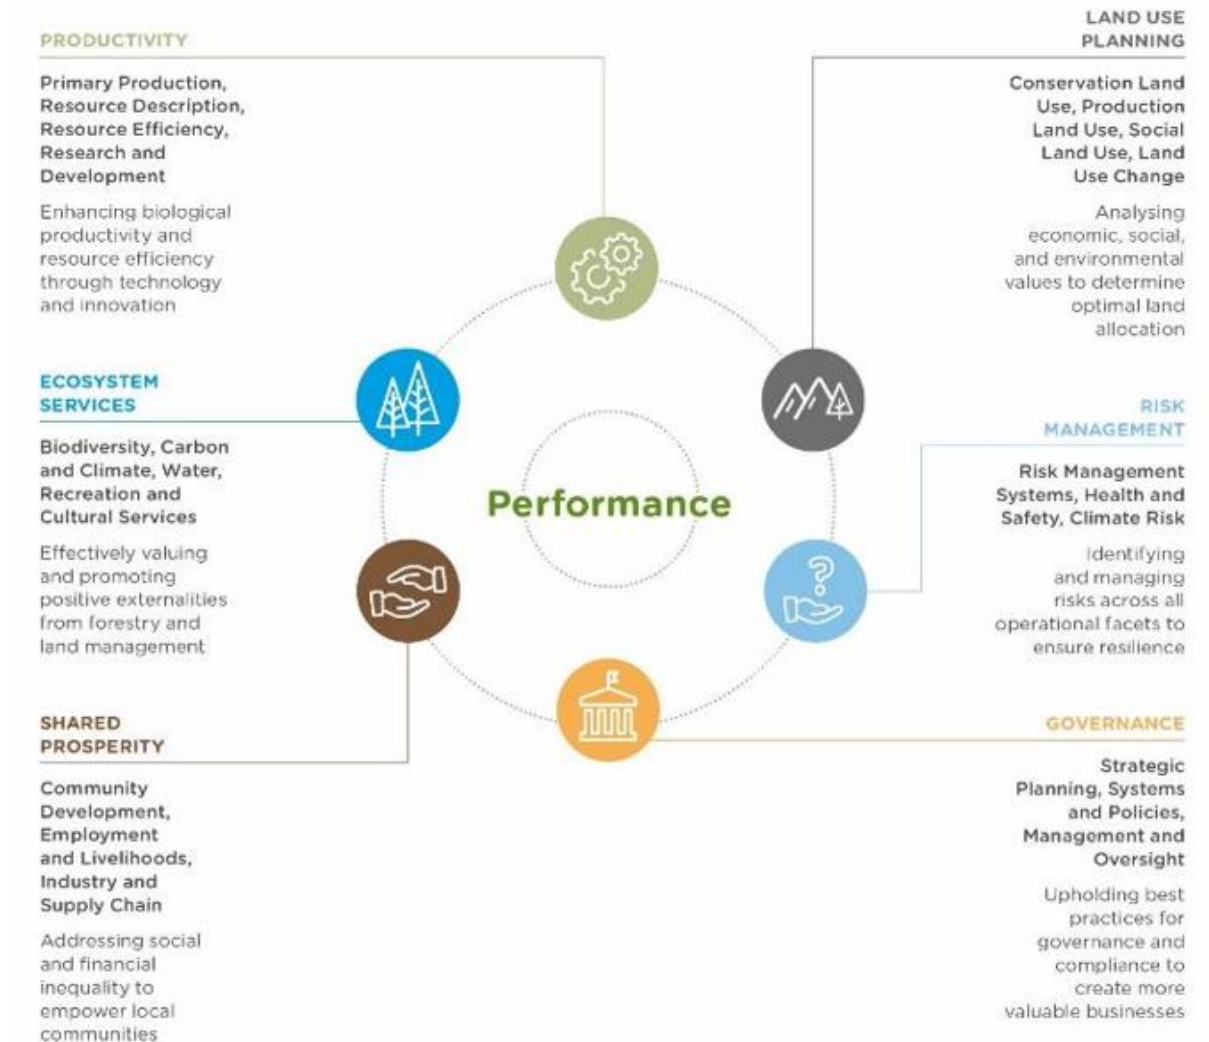 PRODUCTIVITY
Primary Production,
Resource Description,
Resource Efficiency,
Research and
Development
Enhancing biological
productivity and
resource efficiency
through technology
and innovation
ECOSYSTEM
SERVICES
Biodiversity, Carbon
and Climate, Water,
Recreation and
Cultural Services
Effectively valuing
and promoting
positive externalities
from forestry and
land management
SHARED
PROSPERITY
Community
Development,
Employment
and Livelihoods,
Industry and
Supply Chain
Addressing social
and financial
inequality to
empower local
communities
Performance
?
LAND USE
PLANNING
Conservation Land
Use, Production
Land Use, Social
Land Use, Land
Use Change
Analysing
economic, social,
and environmental
values to determine
optimal land
allocation
RISK
MANAGEMENT
Risk Management
Systems, Health and
Safety, Climate Risk
Identifying
and managing
risks across all
operational facets to
ensure resilience
GOVERNANCE
Strategic
Planning, Systems
and Policies,
Management and
Oversight
Upholding best
practices for
governance and
compliance to
create more
valuable businesses